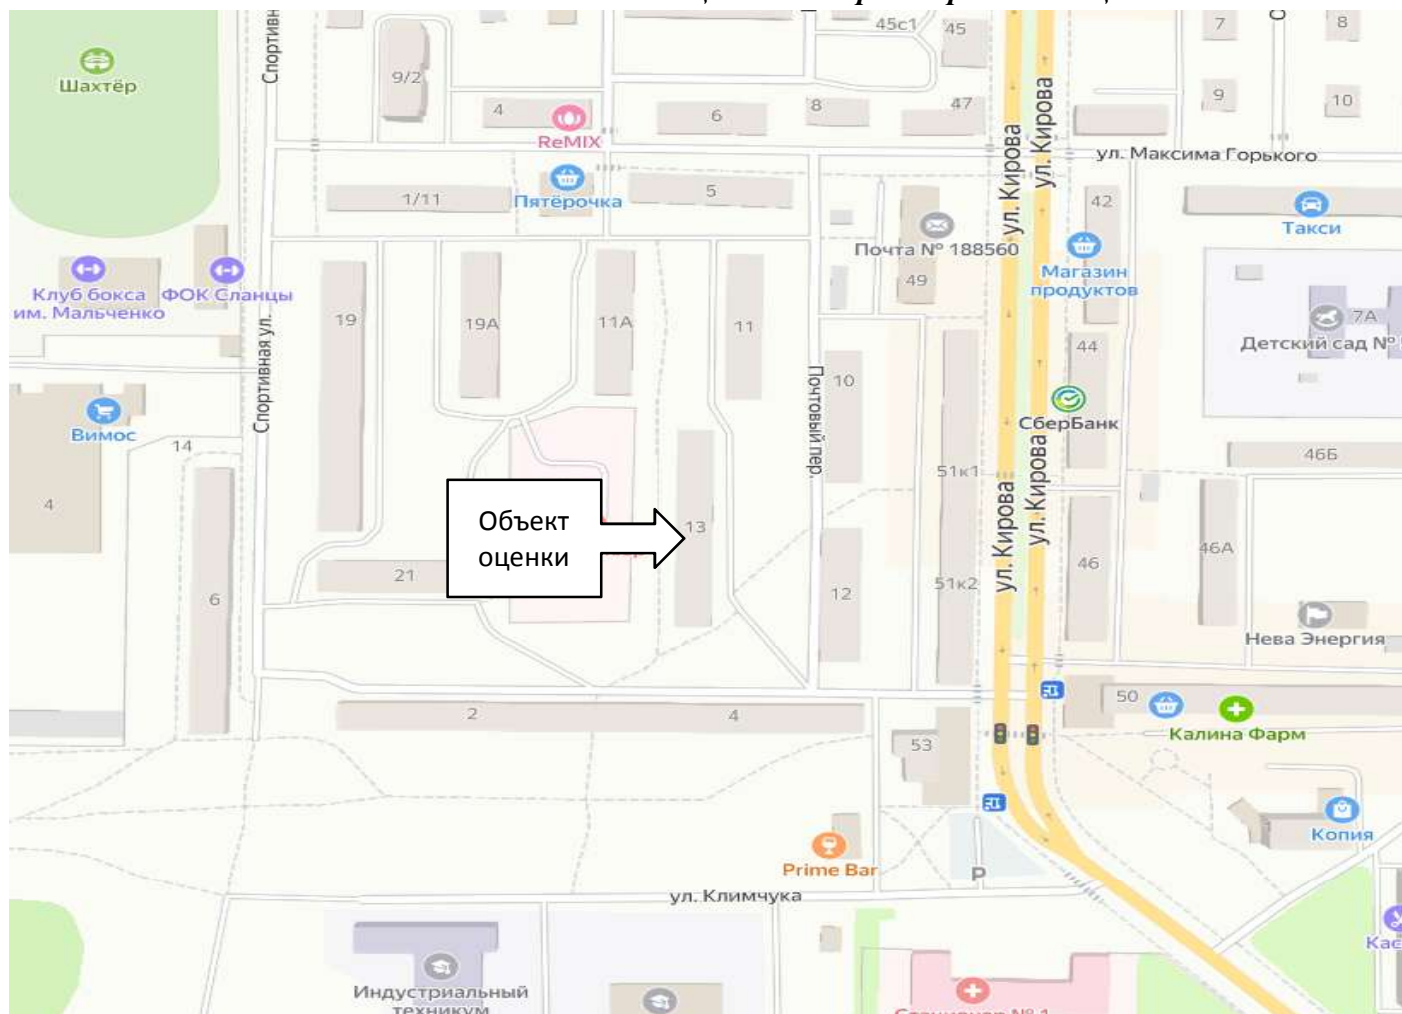 45с1
45
7
8
Шахтёр
Спортивн
9/2
4
ReMIX
6
8
47
ул. Кирова
ул. Кирова
9
10
ул. Максима Горького
1/11
Пятёрочка
5
Почта № 188560
42
Такси
Клуб бокса
им. Мальченко
ФОК Сланцы
49
Магазин
продуктов
7А
Детский сад №
19
19А
11А
11
Спортивная ул.
44
10
Почтовый пер.
СберБанк
Вимос
14
46Б
51к1
ул. Кирова
ул. Кирова
4
Объект
оценки
13
46А
21
6
12
51к2
46
Нева Энергия
2
4
50
Калина Фарм
53
Копия
Prime Bar
P
ул. Климчука
Кас
Индустриальный
техникум
Стационар № 1